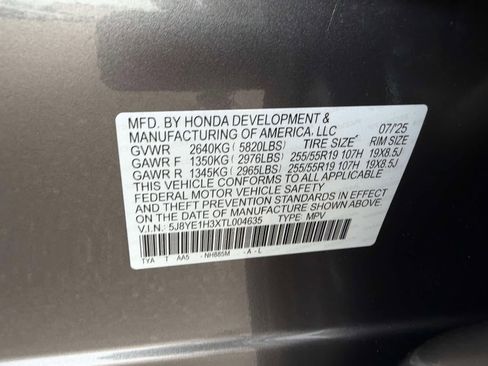 MFD. BY HONDA DEVELOPMENT &
MANUFACTURING OF AMERICA, LLC 07/25
GVWR 2640KG ( 5820LBS) TIRE SIZE RIM SIZE
GAWR F 1350KG ( 2976LBS) 255/55R19 107H 19X8.5J
GAWR R 1345KG ( 2965LBS) 255/55R19 107H 19X8.5J
THIS VEHICLE CONFORMS TO ALL APPLICABLE
FEDERAL MOTOR VEHICLE SAFETY
AND THEFT PREVENTION STANDARDS IN EFFECT
ON THE DATE OF MANUFACTURE SHOWN ABOVE.
V.I.N.: 5J8YE1H3XTL004635 TYPE: MPV
TYA T AA5 -NH885M -A-L